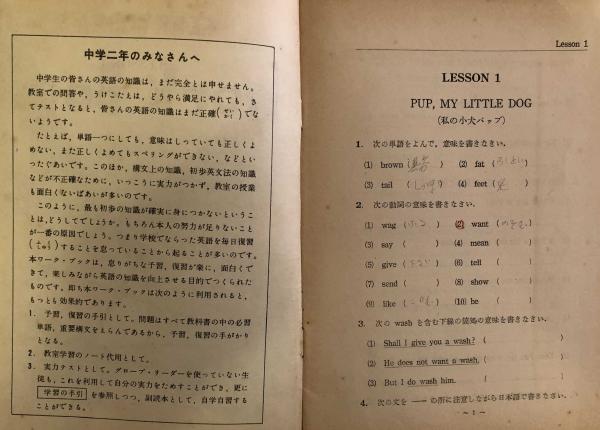 中学二年のみなさんへ
中学生の皆さんの英語の知識は，まだ完全とは申せません。
教室での問答や，うけこたえは，どうやら満足にやれても，さ
てテストとなると，皆さんの英語の知識はまだ正確(せいかく)でな
いようです。
たとえば，単語一つにしても，意味はしっていても正しくよ
めない，また正しくよめてもスペリングができない，などとい
ったぐあいです。このほか，構文上の知識，初歩英文法の知識
などが不正確なために，いっこうに実力がつかず，教室の授業
も面白くないばあいが多いのです。
このように，最も初歩の知識が確実に身につかないというこ
とは，どうしてでしょうか。もちろん本人の努力が足りないこと
が一番の原因でしょう。つまり学校でならった英語を毎日復習
することを怠っていることから起ることが多いのです。
本ワーク・ブックは，怠りがちな予習，復習が楽に，面白くで
きて，楽しみながら英語の知識を向上させる目的でつくられた
ものです。即ち本ワーク・ブックは次のように利用されると，
もっとも効果的であります。
1. 予習，復習の手引として。問題はすべて教科書の中の必習
単語，重要構文をえらんであるから，予習，復習の手がかり
となる。
2. 教室学習のノート代用として。
3. 実力テストとして。グローブ・リーダーを使っていない生
徒も，これを利用して自分の実力をためすことができ，更に
学習の手引 を参照しつつ，副読本として，自学自習する
ことができる。
Lesson 1
LESSON 1
PUP, MY LITTLE DOG
(私の小犬パップ)
1. 次の単語をよんで，意味を書きなさい。
(1) brown ( ) (2) fat ( )
(3) tail ( ) (4) feet ( )
2. 次の動詞の意味を書きなさい。
(1) wag ( ) (2) want ( )
(3) say ( ) (4) mean ( )
(5) give ( ) (6) tell ( )
(7) send ( ) (8) show ( )
(9) like ( ) (10) be ( )
3. 次の wash を含む下線の箇処の意味を書きなさい。
(1) Shall I give you a wash? ( )
(2) He does not want a wash. ( )
(3) But I do wash him. ( )
4. 次の文を —— の所に注意しながら日本語で書きなさい。
~ 1 ~